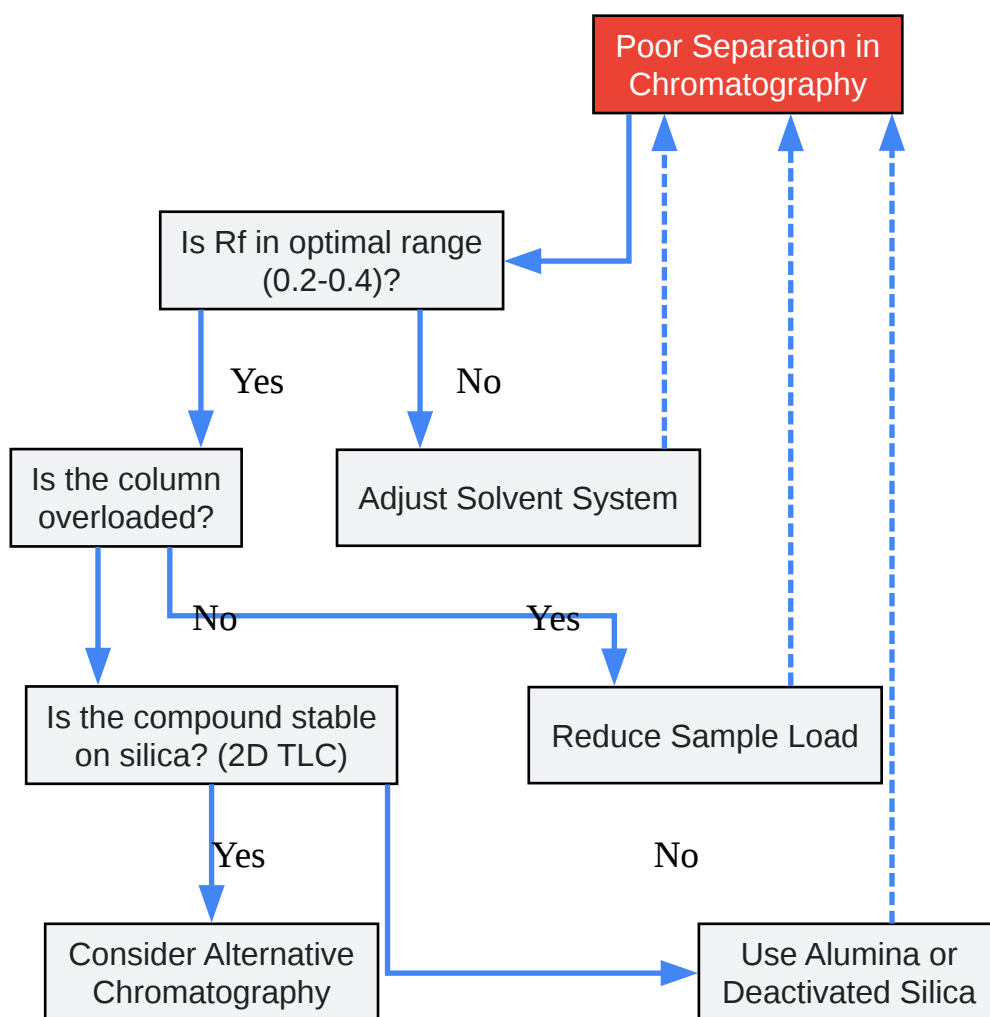 Poor Separation in
Chromatography
Is Rf in optimal range
(0.2-0.4)?
Yes
No
Is the column
overloaded?
Adjust Solvent System
No
Yes
Is the compound stable
on silica? (2D TLC)
Reduce Sample Load
Yes
No
Consider Alternative
Chromatography
Use Alumina or
Deactivated Silica